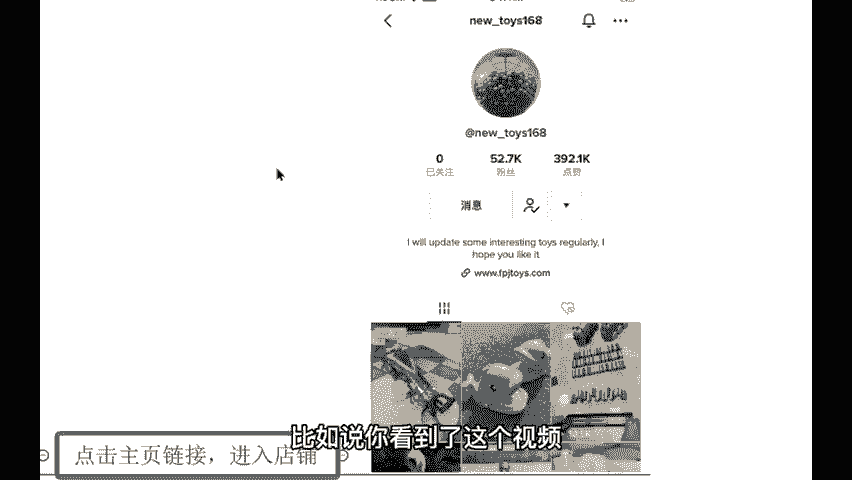 new_toys168
@new_toys168
0 52.7K 392.1K
已关注 粉丝 点赞
消息
I will update some interesting toys regularly, I
hope you like it
www.fpjtoys.com
比如说你看到了这个视频
点击主页链接，进入店铺